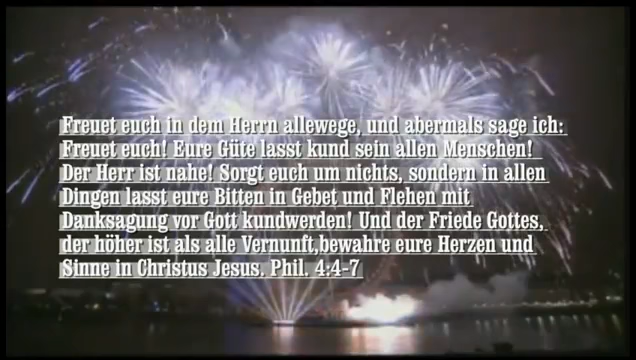 Freuet euch in dem Herrn allewege, und abermals sage ich:
Freuet euch! Eure Güte lasst kund sein allen Menschen!
Der Herr ist nahe! Sorgt euch um nichts, sondern in allen
Dingen lasst eure Bitten in Gebet und Flehen mit
Danksagung vor Gott kundwerden! Und der Friede Gottes,
der höher ist als alle Vernunft,bewahre eure Herzen und
Sinne in Christus Jesus. Phil. 4:4-7